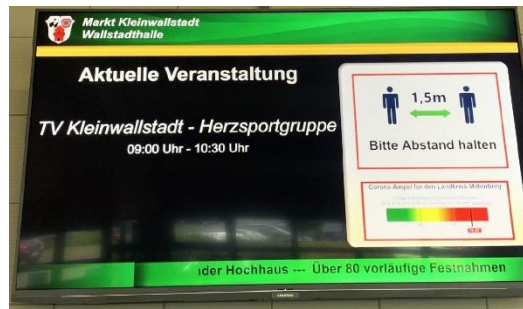 Markt Kleinwallstadt
Wallstadthalle
Aktuelle Veranstaltung
TV Kleinwallstadt - Herzsportgruppe
09:00 Uhr - 10:30 Uhr
1,5m
Bitte Abstand halten
Corona-Ampel für den Landkreis Miltenberg
ider Hochhaus --- Über 80 vorläufige Festnahmen